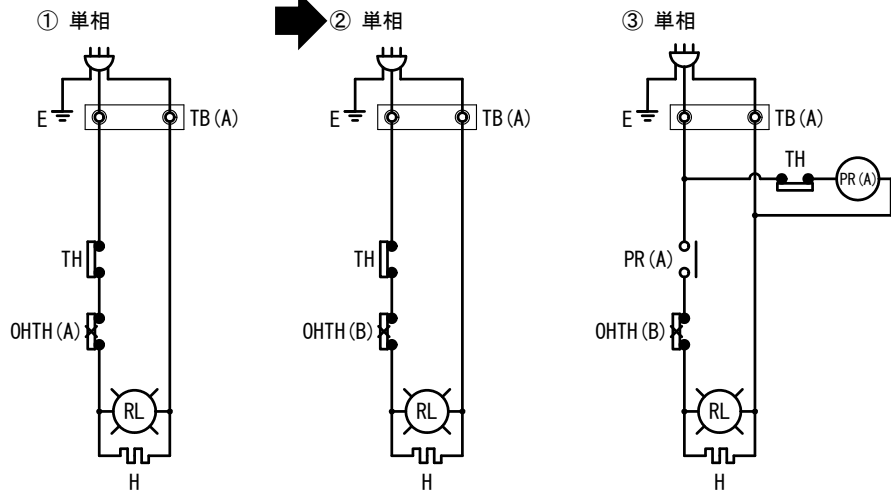 ① 単相
E
TB(A)
TH
OHTH(A)
RL
H
② 単相
E
TB(A)
TH
OHTH(B)
RL
H
③ 単相
E
TB(A)
TH
PR(A)
PR(A)
OHTH(B)
RL
H